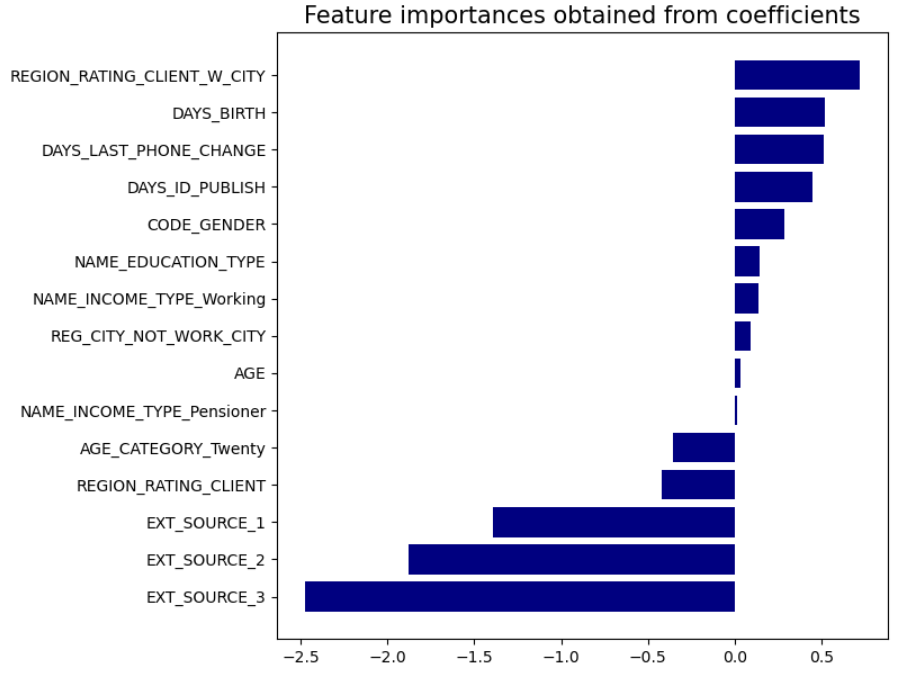 Feature importances obtained from coefficients
REGION_RATING_CLIENT_W_CITY
DAYS_BIRTH
DAYS_LAST_PHONE_CHANGE
DAYS_ID_PUBLISH
CODE_GENDER
NAME_EDUCATION_TYPE
NAME_INCOME_TYPE_Working
REG_CITY_NOT_WORK_CITY
AGE
NAME_INCOME_TYPE_Pensioner
AGE_CATEGORY_Twenty
REGION_RATING_CLIENT
EXT_SOURCE_1
EXT_SOURCE_2
EXT_SOURCE_3
−2.5 −2.0 −1.5 −1.0 −0.5 0.0 0.5